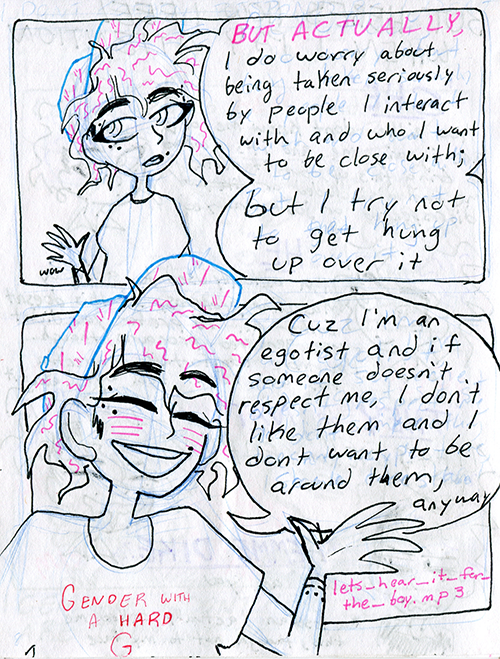 BUT ACTUALLY,
I do worry about
being taken seriously
by people I interact
with and who I want
to be close with;
but I try not
to get hung
up over it
wow
Cuz I'm an
egotist and if
someone doesn't
respect me, I don't
like them and I
dont want to be
around them,
anyway
lets_hear_it_for_
the_boy.mp3
GENDER WITH
A HARD
G